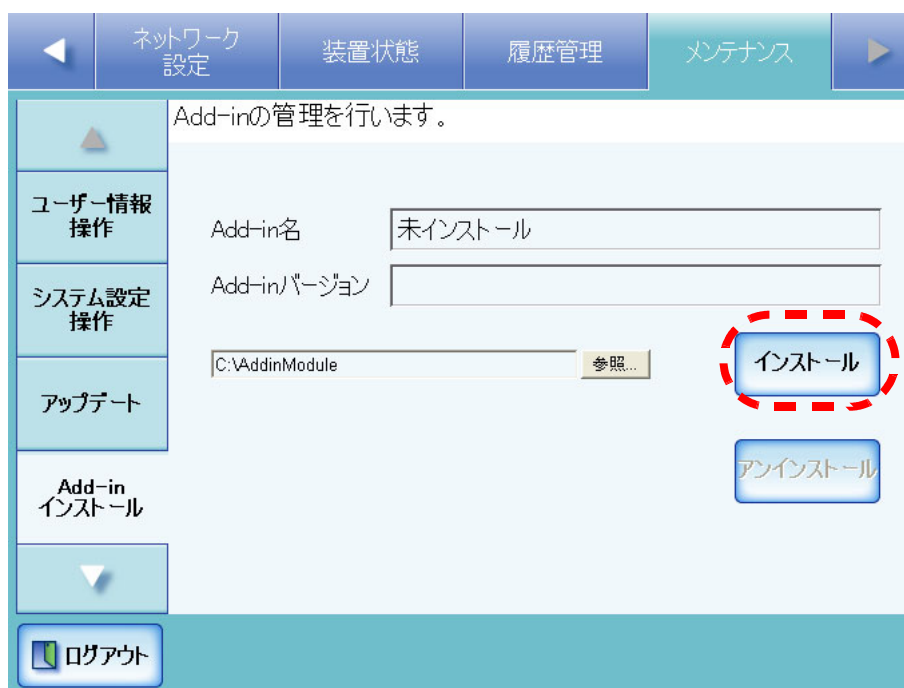 ネットワーク
設定
装置状態
履歴管理
メンテナンス
Add-inの管理を行います。
ユーザー情報
操作
システム設定
操作
アップデート
Add-in
インストール
Add-in名
未インストール
Add-inバージョン
C:\AddinModule
参照...
インストール
アンインストール
ログアウト